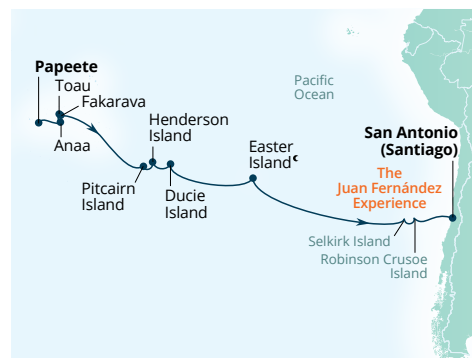 Papeete
Toau
Fakarava
Anaa
Henderson
Island
Pitcairn
Island
Ducie
Island
Easter
Islandᶜ
Pacific
Ocean
San Antonio
(Santiago)
The
Juan Fernández
Experience
Selkirk Island
Robinson Crusoe
Island